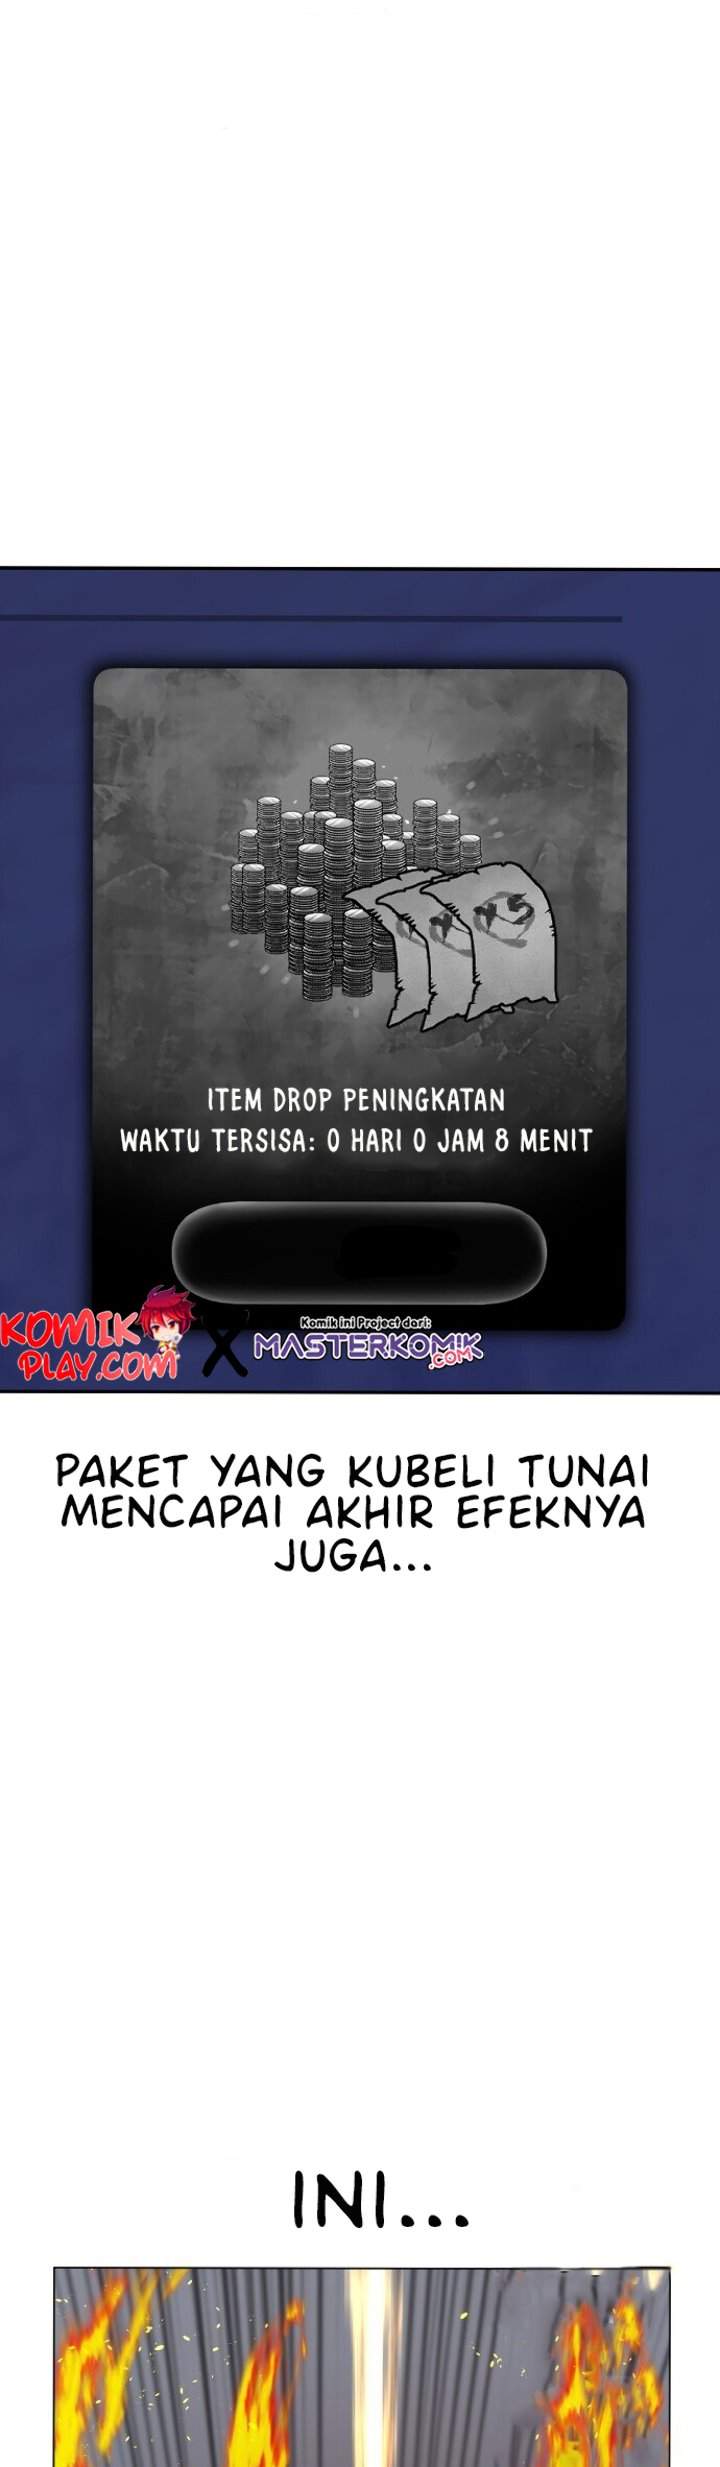 X5
ITEM DROP PENINGKATAN
WAKTU TERSISA: 0 HARI 0 JAM 8 MENIT
KOMIK PLAY.COM
X
Komik ini Project dari:
MASTERKOMIK.COM
PAKET YANG KUBELI TUNAI
MENCAPAI AKHIR EFEKNYA
JUGA...
INI...